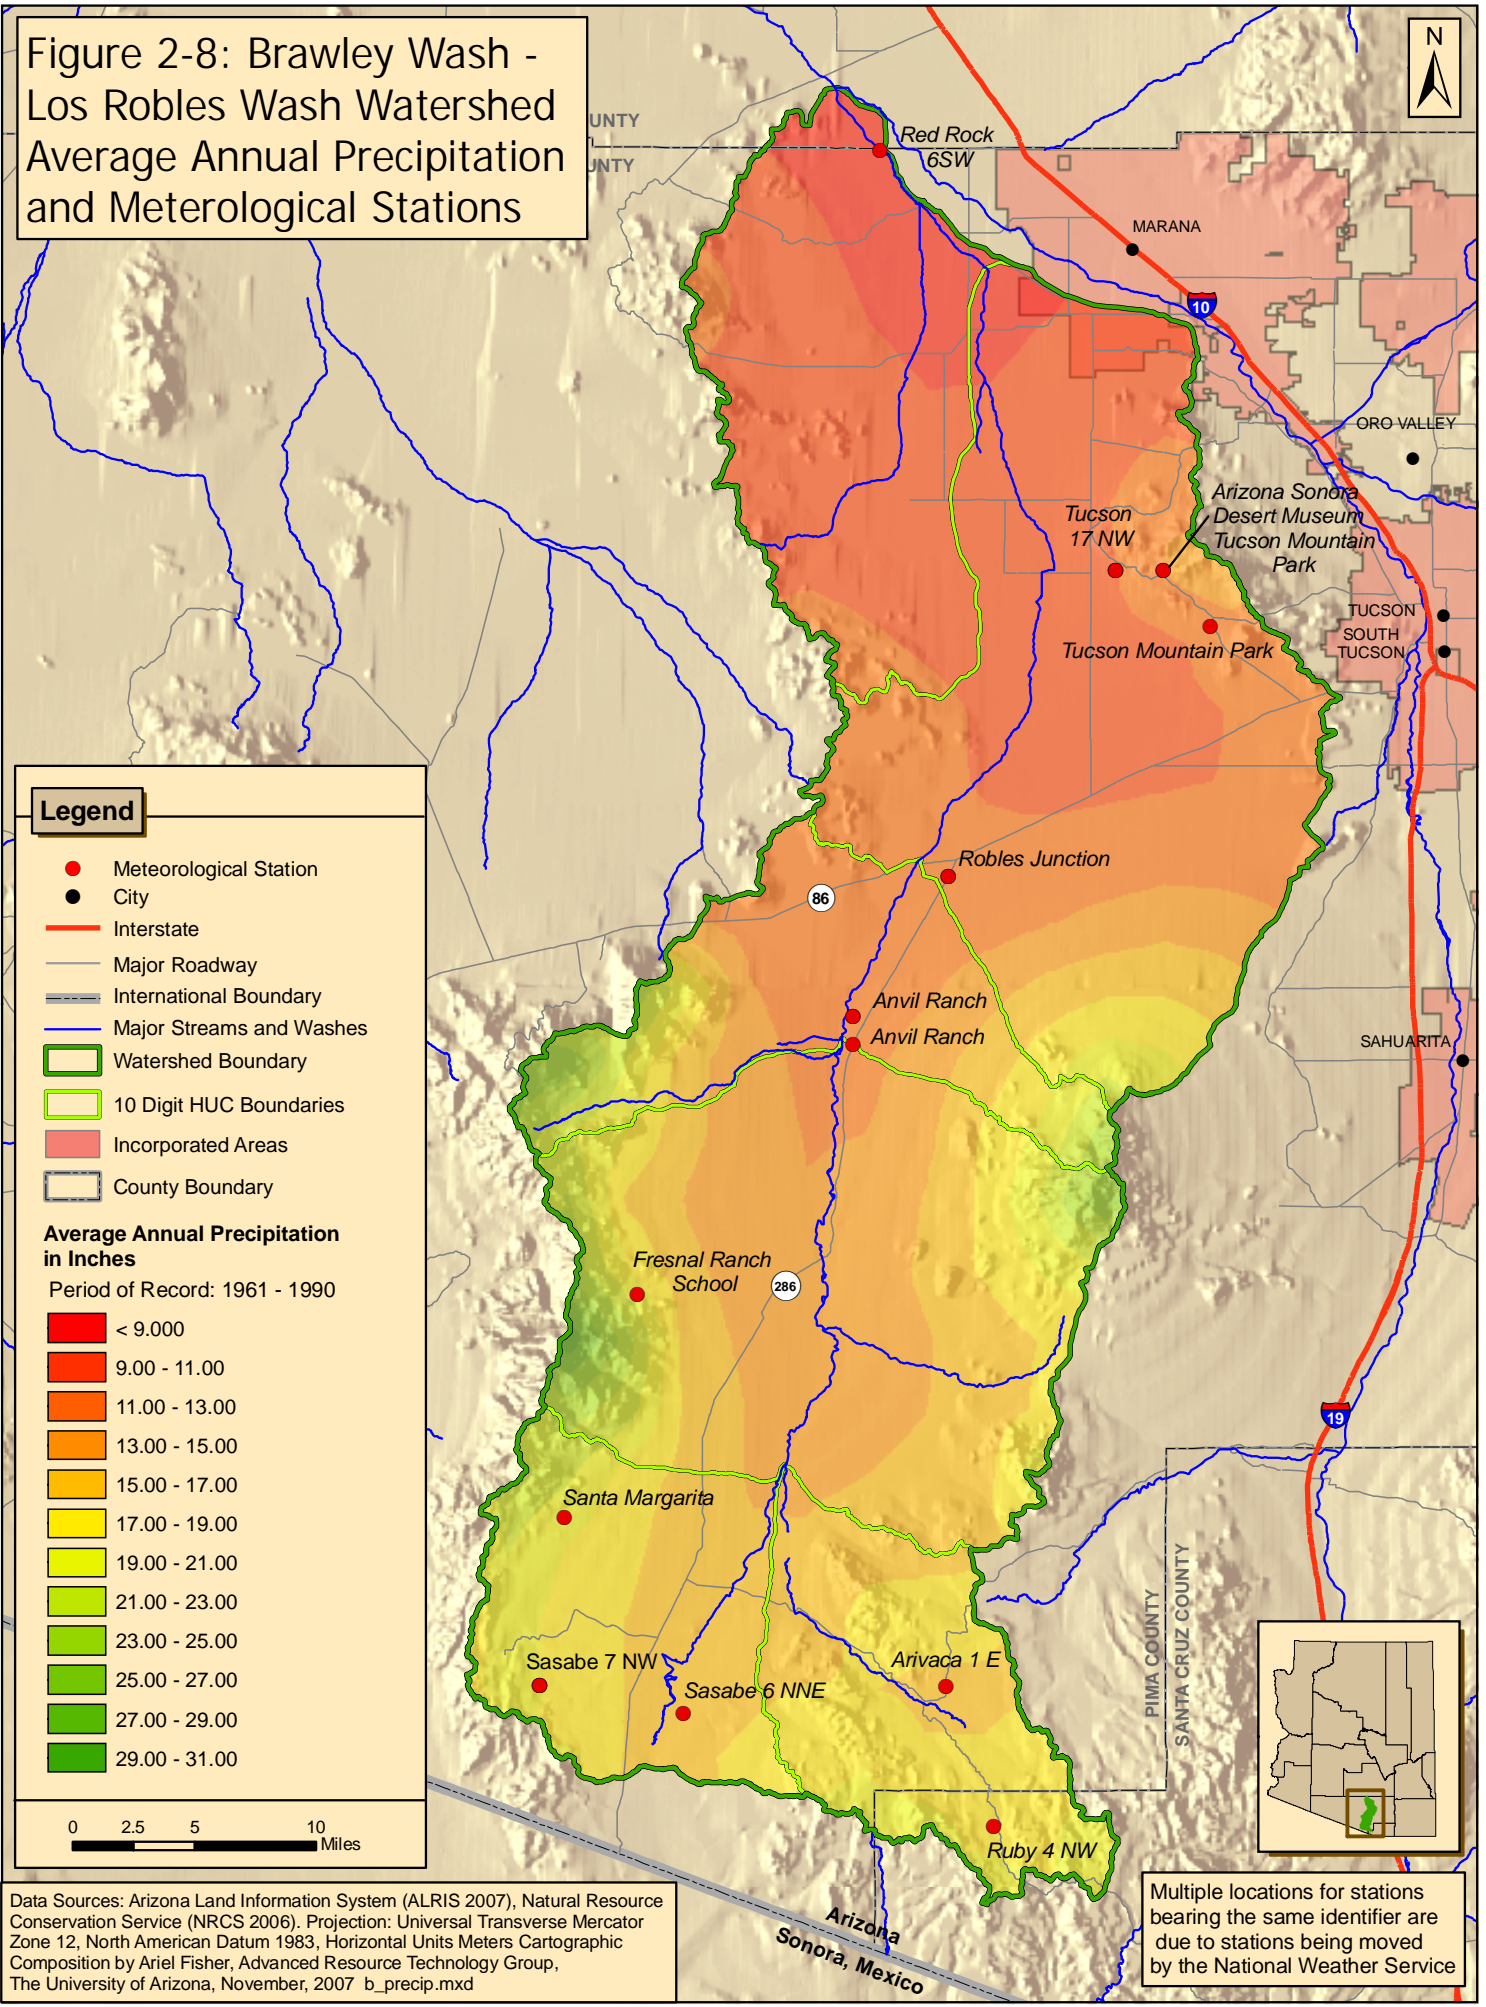 Figure 2-8: Brawley Wash -
Los Robles Wash Watershed
Average Annual Precipitation
and Meterological Stations
N
UNTY
UNTY
Red Rock
6SW
MARANA
10
ORO VALLEY
Arizona Sonora
Desert Museum
Tucson Mountain
Park
Tucson
17 NW
TUCSON
SOUTH
TUCSON
Tucson Mountain Park
Robles Junction
86
Anvil Ranch
Anvil Ranch
SAHUARITA
Fresnal Ranch
School
286
19
Santa Margarita
PIMA COUNTY
SANTA CRUZ COUNTY
Sasabe 7 NW
Sasabe 6 NNE
Arivaca 1 E
Ruby 4 NW
Arizona
Sonora, Mexico
Legend
Meteorological Station
City
Interstate
Major Roadway
International Boundary
Major Streams and Washes
Watershed Boundary
10 Digit HUC Boundaries
Incorporated Areas
County Boundary
Average Annual Precipitation
in Inches
Period of Record: 1961 - 1990
< 9.000
9.00 - 11.00
11.00 - 13.00
13.00 - 15.00
15.00 - 17.00
17.00 - 19.00
19.00 - 21.00
21.00 - 23.00
23.00 - 25.00
25.00 - 27.00
27.00 - 29.00
29.00 - 31.00
0 2.5 5 10
Miles
Data Sources: Arizona Land Information System (ALRIS 2007), Natural Resource
Conservation Service (NRCS 2006). Projection: Universal Transverse Mercator
Zone 12, North American Datum 1983, Horizontal Units Meters Cartographic
Composition by Ariel Fisher, Advanced Resource Technology Group,
The University of Arizona, November, 2007 b_precip.mxd
Multiple locations for stations
bearing the same identifier are
due to stations being moved
by the National Weather Service